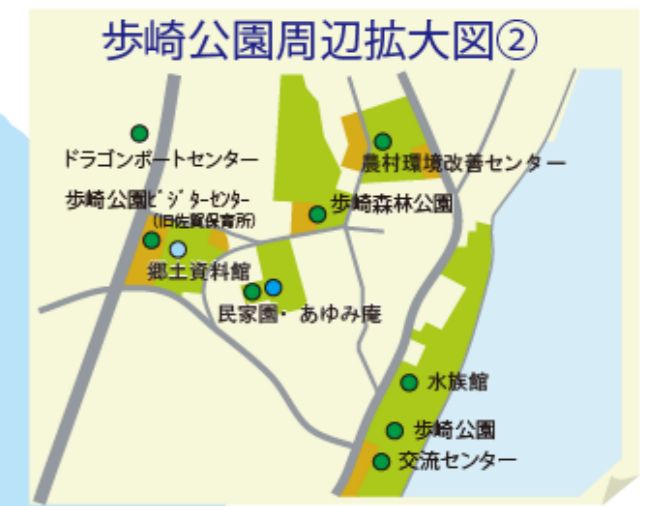 歩崎公園周辺拡大図②
ドラゴンボートセンター
農村環境改善センター
歩崎公園ビジターセンター
(旧佐賀保育所)
歩崎森林公園
郷土資料館
民家園・あゆみ庵
水族館
歩崎公園
交流センター